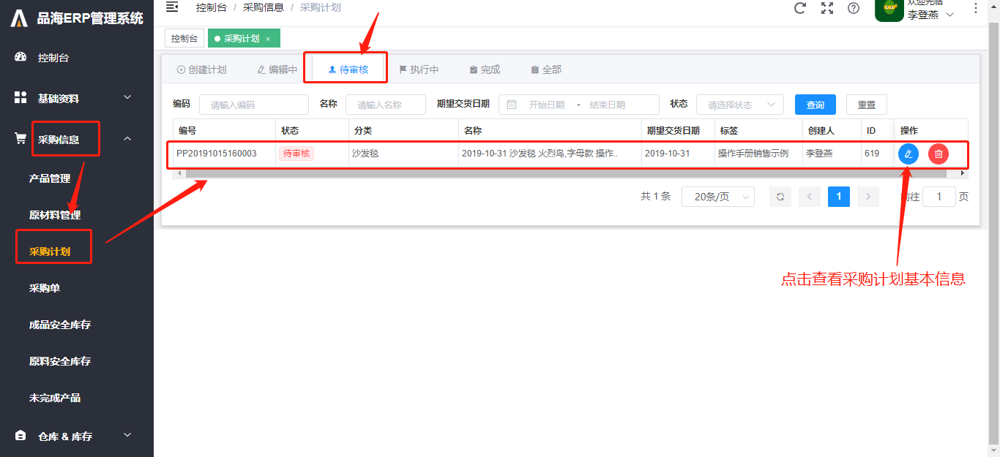 品海ERP管理系统
控制台
基础资料
采购信息
产品管理
原材料管理
采购计划
采购单
成品安全库存
原料安全库存
未完成产品
仓库 & 库存
控制台 / 采购信息 / 采购计划
欢迎光临
李登燕
控制台
采购计划 ×
创建计划 编辑中 待审核 执行中 完成 全部
编码 请输入编码 名称 请输入名称 期望交货日期 开始日期 - 结束日期 状态 请选择状态 查询 重置
编号 状态 分类 名称 期望交货日期 标签 创建人 ID 操作
PP20191015160003 待审核 沙发毯 2019-10-31 沙发毯 火烈鸟,字母款 操作.. 2019-10-31 操作手册销售示例 李登燕 619
共 1 条 20条/页 1 前往 1 页
点击查看采购计划基本信息